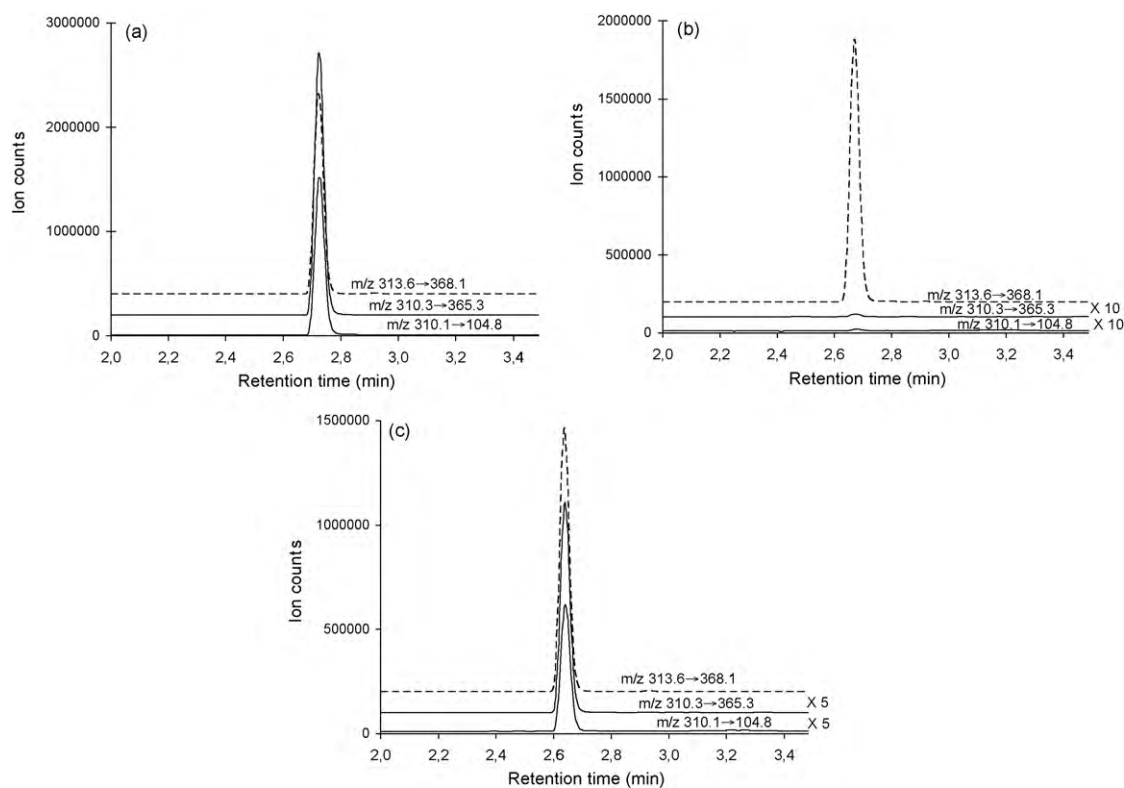 (a)
3000000
2000000
1000000
0
Ion counts
m/z 313.6→368.1
m/z 310.3→365.3
m/z 310.1→104.8
2,0 2,2 2,4 2,6 2,8 3,0 3,2 3,4
Retention time (min)
(b)
2000000
1500000
1000000
500000
0
Ion counts
m/z 313.6→368.1
m/z 310.3→365.3 X 10
m/z 310.1→104.8 X 10
2,0 2,2 2,4 2,6 2,8 3,0 3,2 3,4
Retention time (min)
(c)
1500000
1000000
500000
0
Ion counts
m/z 313.6→368.1
m/z 310.3→365.3 X 5
m/z 310.1→104.8 X 5
2,0 2,2 2,4 2,6 2,8 3,0 3,2 3,4
Retention time (min)